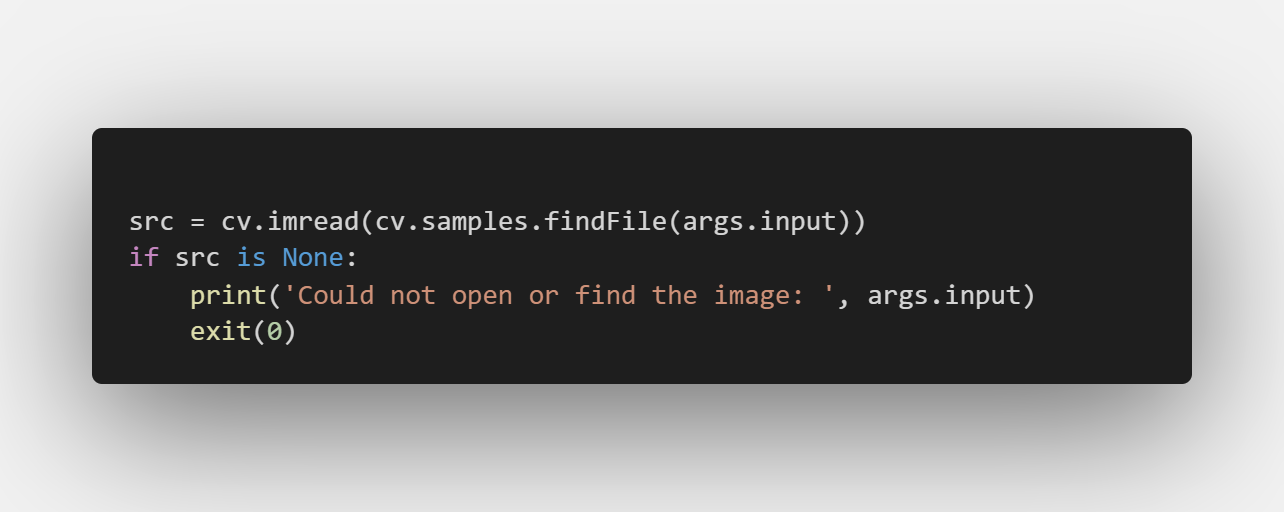 src = cv.imread(cv.samples.findFile(args.input))
if src is None:
    print('Could not open or find the image: ', args.input)
    exit(0)